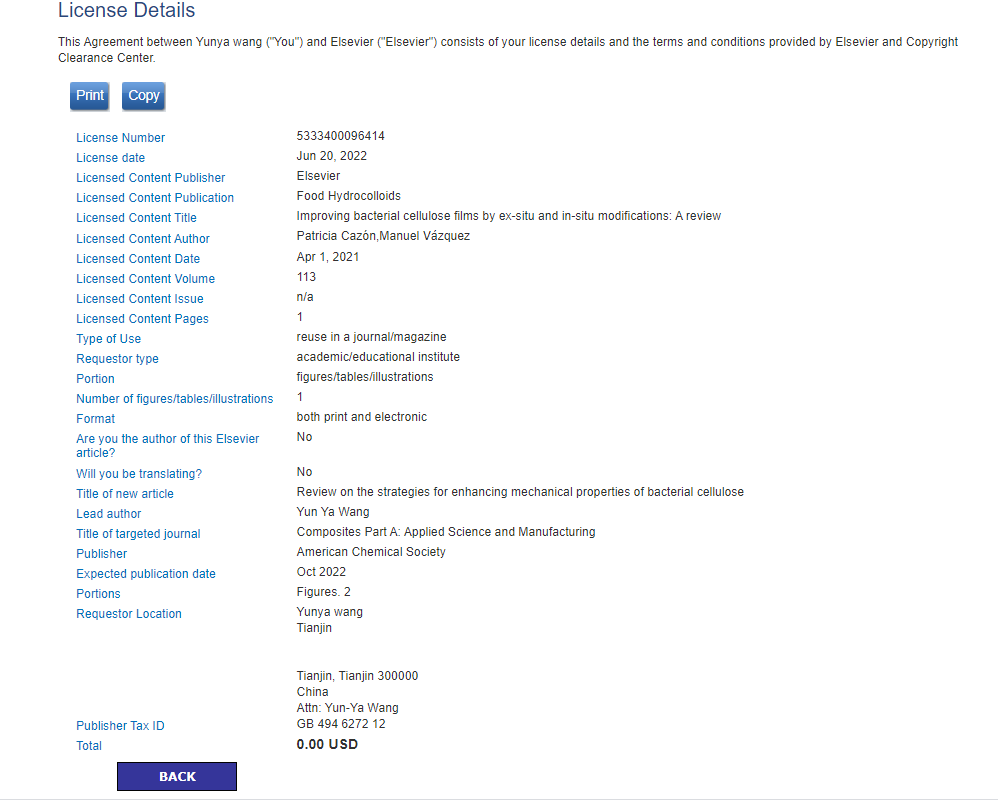 License Details
This Agreement between Yunya wang ("You") and Elsevier ("Elsevier") consists of your license details and the terms and conditions provided by Elsevier and Copyright
Clearance Center.
Print Copy
License Number 5333400096414
License date Jun 20, 2022
Licensed Content Publisher Elsevier
Licensed Content Publication Food Hydrocolloids
Licensed Content Title Improving bacterial cellulose films by ex-situ and in-situ modifications: A review
Licensed Content Author Patricia Cazón,Manuel Vázquez
Licensed Content Date Apr 1, 2021
Licensed Content Volume 113
Licensed Content Issue n/a
Licensed Content Pages 1
Type of Use reuse in a journal/magazine
Requestor type academic/educational institute
Portion figures/tables/illustrations
Number of figures/tables/illustrations 1
Format both print and electronic
Are you the author of this Elsevier No
article?
Will you be translating? No
Title of new article Review on the strategies for enhancing mechanical properties of bacterial cellulose
Lead author Yun Ya Wang
Title of targeted journal Composites Part A: Applied Science and Manufacturing
Publisher American Chemical Society
Expected publication date Oct 2022
Portions Figures. 2
Requestor Location Yunya wang
Tianjin
Tianjin, Tianjin 300000
China
Attn: Yun-Ya Wang
Publisher Tax ID GB 494 6272 12
Total 0.00 USD
BACK